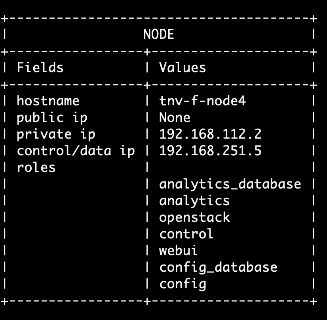 +-----------------+--------------------+
|                 NODE                 |
+-----------------+--------------------+
| Fields          | Values             |
+-----------------+--------------------+
| hostname        | tnv-f-node4        |
| public ip       | None               |
| private ip      | 192.168.112.2      |
| control/data ip | 192.168.251.5      |
| roles           |                    |
|                 | analytics_database |
|                 | analytics          |
|                 | openstack          |
|                 | control            |
|                 | webui              |
|                 | config_database    |
|                 | config             |
+-----------------+--------------------+